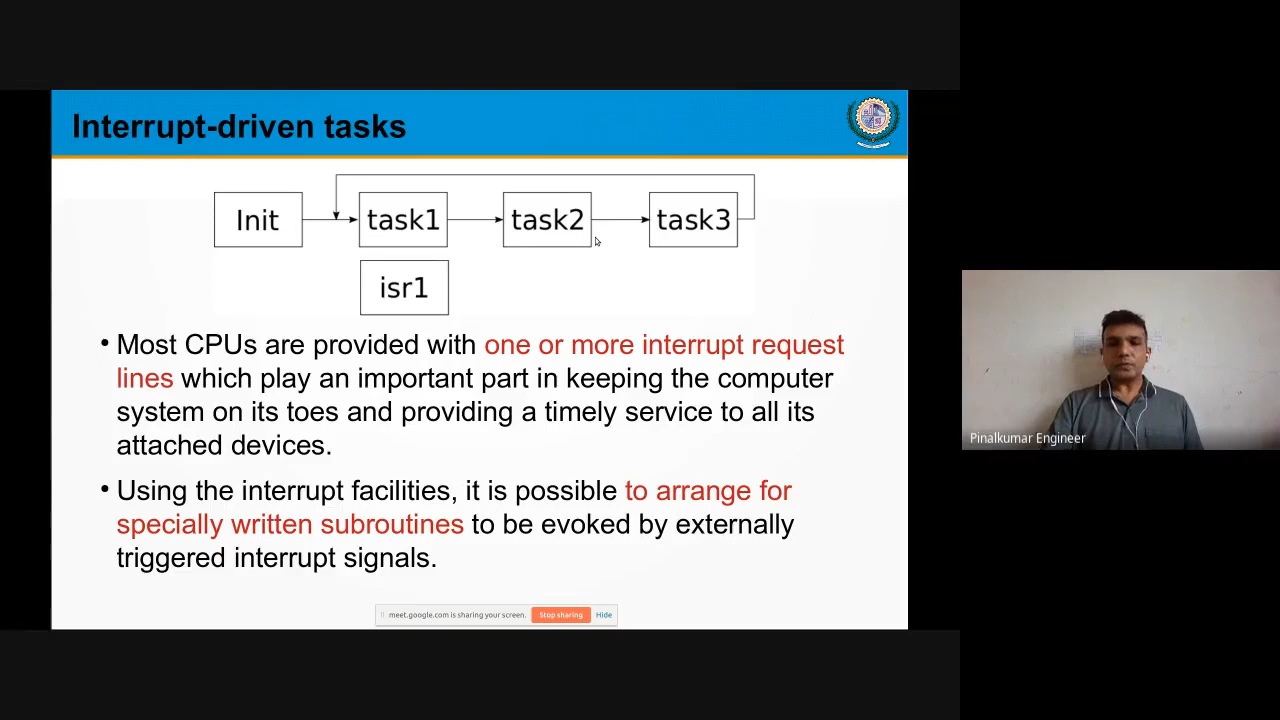 Interrupt-driven tasks
Init
task1
task2
task3
isr1
• Most CPUs are provided with one or more interrupt request
lines which play an important part in keeping the computer
system on its toes and providing a timely service to all its
attached devices.
• Using the interrupt facilities, it is possible to arrange for
specially written subroutines to be evoked by externally
triggered interrupt signals.
meet.google.com is sharing your screen.
Stop sharing
Hide
Pinalkumar Engineer